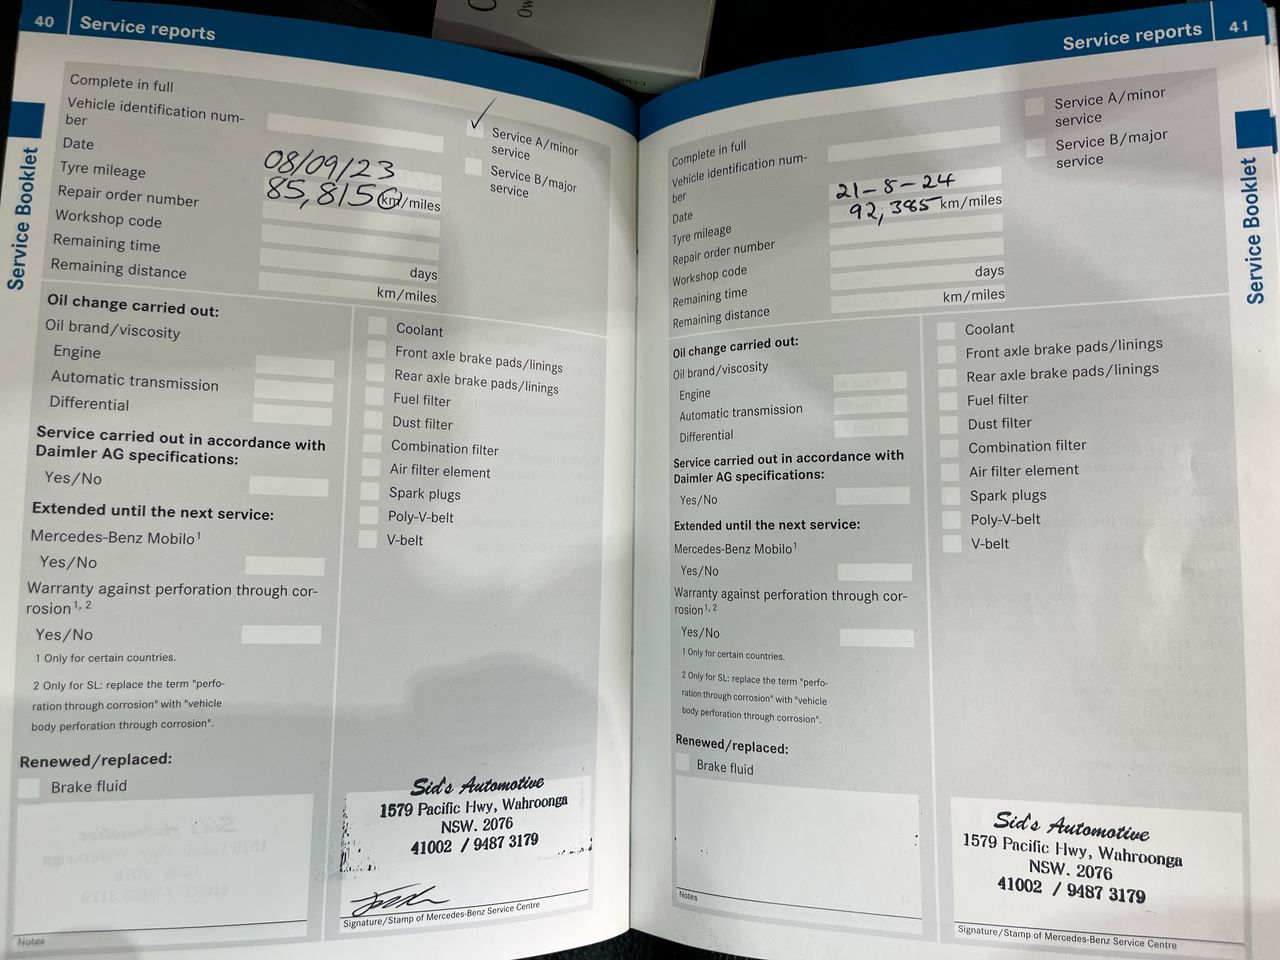 40 Service reports
Service Booklet
Complete in full
Vehicle identification num-
ber
Date 08/09/23
Tyre mileage 85,815 km/miles
Repair order number
Workshop code
Remaining time days
Remaining distance km/miles
✓ Service A/minor
service
Service B/major
service
Oil change carried out:
Oil brand/viscosity
Engine
Automatic transmission
Differential
Service carried out in accordance with
Daimler AG specifications:
Yes/No
Extended until the next service:
Mercedes-Benz Mobilo1
Yes/No
Warranty against perforation through cor-
rosion1, 2
Yes/No
1 Only for certain countries.
2 Only for SL: replace the term "perfo-
ration through corrosion" with "vehicle
body perforation through corrosion".
Renewed/replaced:
Brake fluid
Notes
Coolant
Front axle brake pads/linings
Rear axle brake pads/linings
Fuel filter
Dust filter
Combination filter
Air filter element
Spark plugs
Poly-V-belt
V-belt
Sid's Automotive
1579 Pacific Hwy, Wahroonga
NSW. 2076
41002 / 9487 3179
Signature/Stamp of Mercedes-Benz Service Centre
Service reports 41
Service Booklet
Complete in full
Vehicle identification num-
ber
Date 21-8-24
Tyre mileage 92,385 km/miles
Repair order number
Workshop code
Remaining time days
Remaining distance km/miles
Service A/minor
service
Service B/major
service
Oil change carried out:
Oil brand/viscosity
Engine
Automatic transmission
Differential
Service carried out in accordance with
Daimler AG specifications:
Yes/No
Extended until the next service:
Mercedes-Benz Mobilo1
Yes/No
Warranty against perforation through cor-
rosion1, 2
Yes/No
1 Only for certain countries.
2 Only for SL: replace the term "perfo-
ration through corrosion" with "vehicle
body perforation through corrosion".
Renewed/replaced:
Brake fluid
Notes
Coolant
Front axle brake pads/linings
Rear axle brake pads/linings
Fuel filter
Dust filter
Combination filter
Air filter element
Spark plugs
Poly-V-belt
V-belt
Sid's Automotive
1579 Pacific Hwy, Wahroonga
NSW. 2076
41002 / 9487 3179
Signature/Stamp of Mercedes-Benz Service Centre